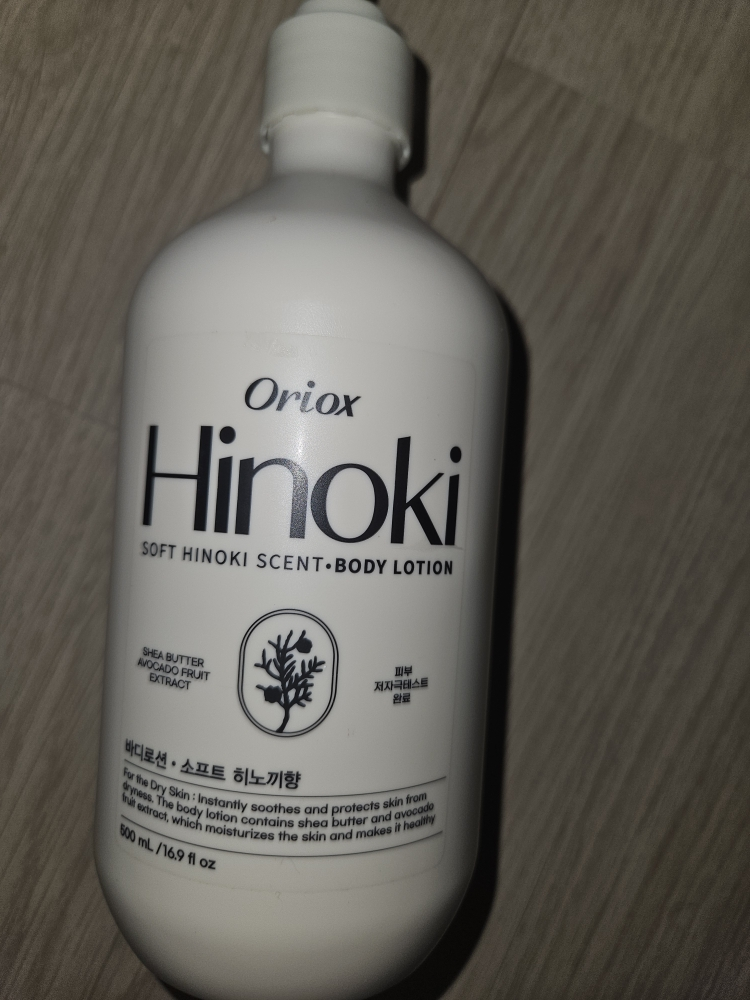 Oriox
Hinoki
SOFT HINOKI SCENT•BODY LOTION
SHEA BUTTER
AVOCADO FRUIT
EXTRACT
피부
저자극테스트
완료
바디로션 • 소프트 히노끼향
For the Dry Skin : Instantly soothes and protects skin from
dryness. The body lotion contains shea butter and avocado
fruit extract, which moisturizes the skin and makes it healthy
500 mL /16.9 fl oz